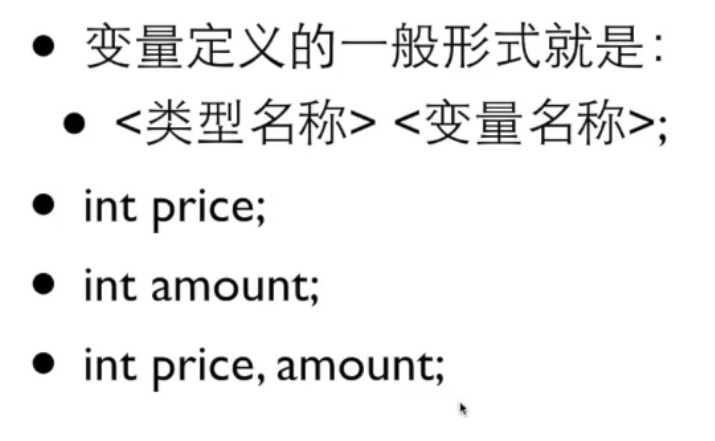 • 变量定义的一般形式就是：
• <类型名称> <变量名称>;
• int price;
• int amount;
• int price, amount;